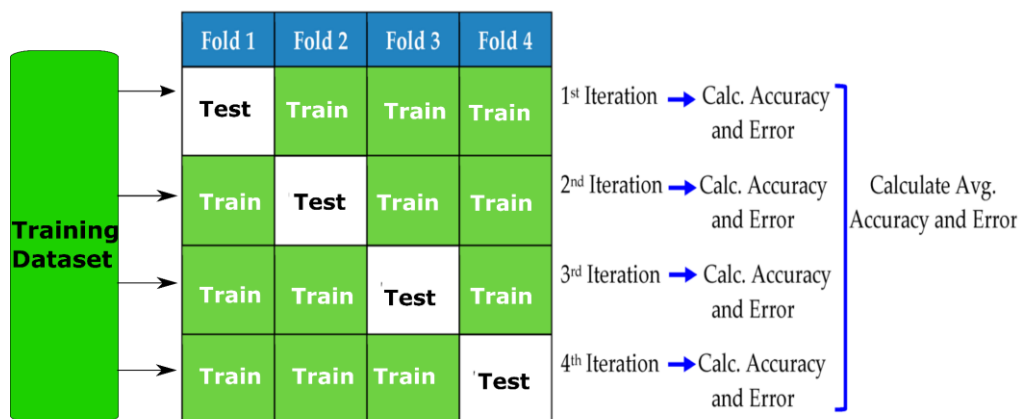 Fold 1 Fold 2 Fold 3 Fold 4
Training
Dataset
Test Train Train Train
1st Iteration Calc. Accuracy
and Error
Train Test Train Train
2nd Iteration Calc. Accuracy
and Error
Train Train Test Train
3rd Iteration Calc. Accuracy
and Error
Train Train Train Test
4th Iteration Calc. Accuracy
and Error
Calculate Avg.
Accuracy and Error